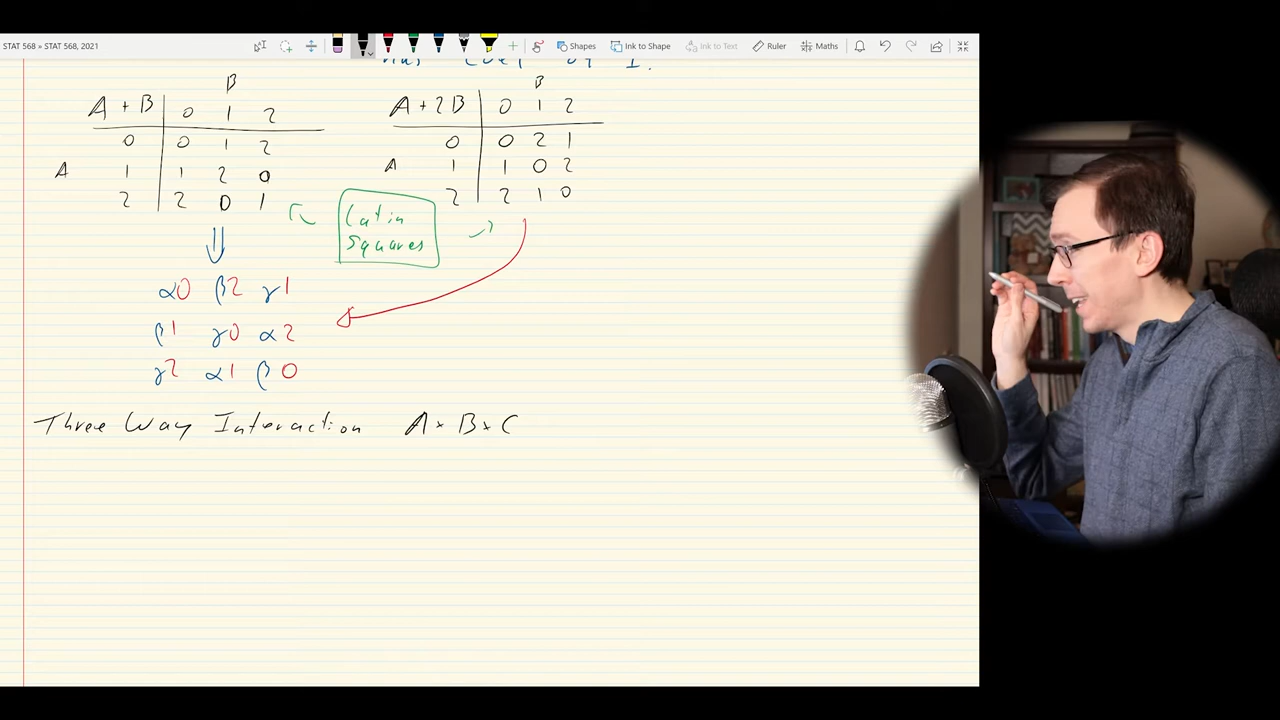 STAT 568 » STAT 568, 2021
Shapes
Ink to Shape
Ink to Text
Ruler
Maths
level of 1.
B
A + B 0 1 2
0 0 1 2
A 1 1 2 0
2 2 0 1
B
A + 2B 0 1 2
0 0 2 1
A 1 1 0 2
2 2 1 0
Latin
Squares
α0 β2 γ1
β1 γ0 α2
γ2 α1 β0
Three Way Interaction A × B × C